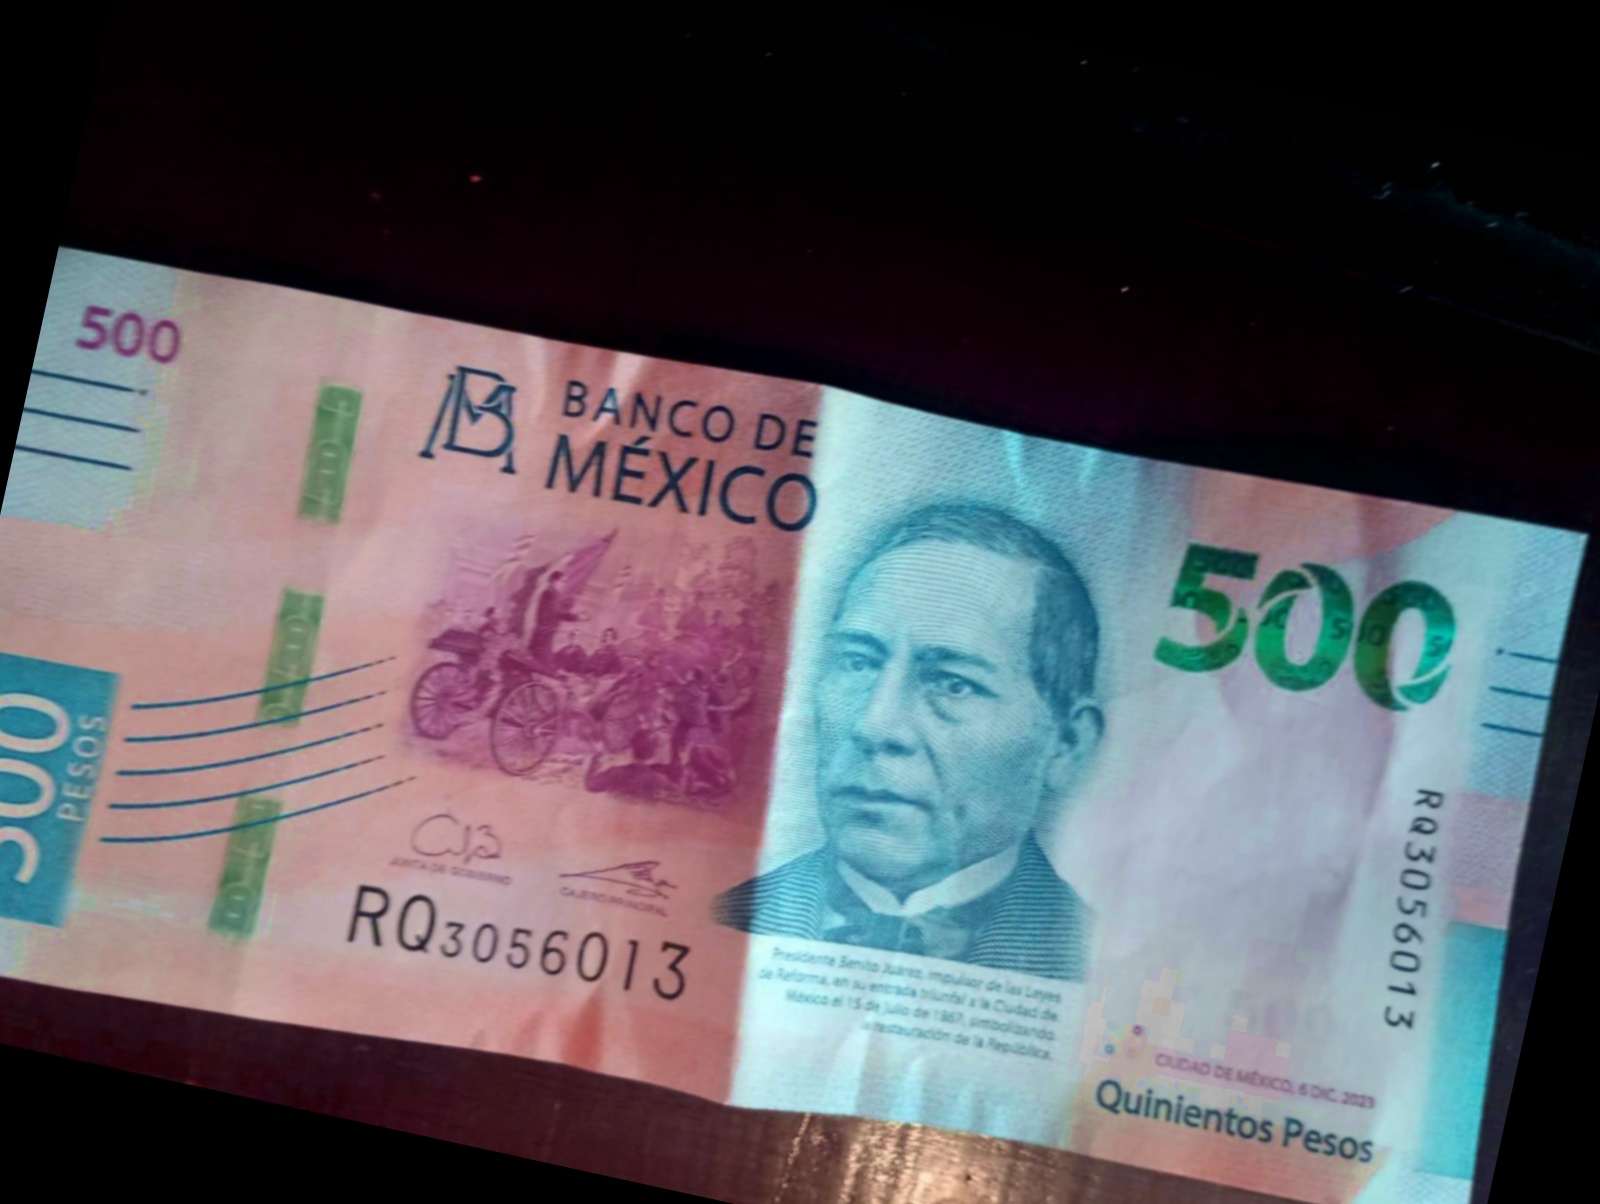 500
BANCO DE
MÉXICO
500
500
PESOS
JUNTA DE GOBIERNO
CAJERO PRINCIPAL
RQ3056013
RQ3056013
Presidente Benito Juárez, impulsor de las Leyes
de Reforma, en su entrada triunfal a la Ciudad de
México el 15 de julio de 1867, simbolizando
la restauración de la República.
CIUDAD DE MÉXICO, 6 DIC. 2023
Quinientos Pesos